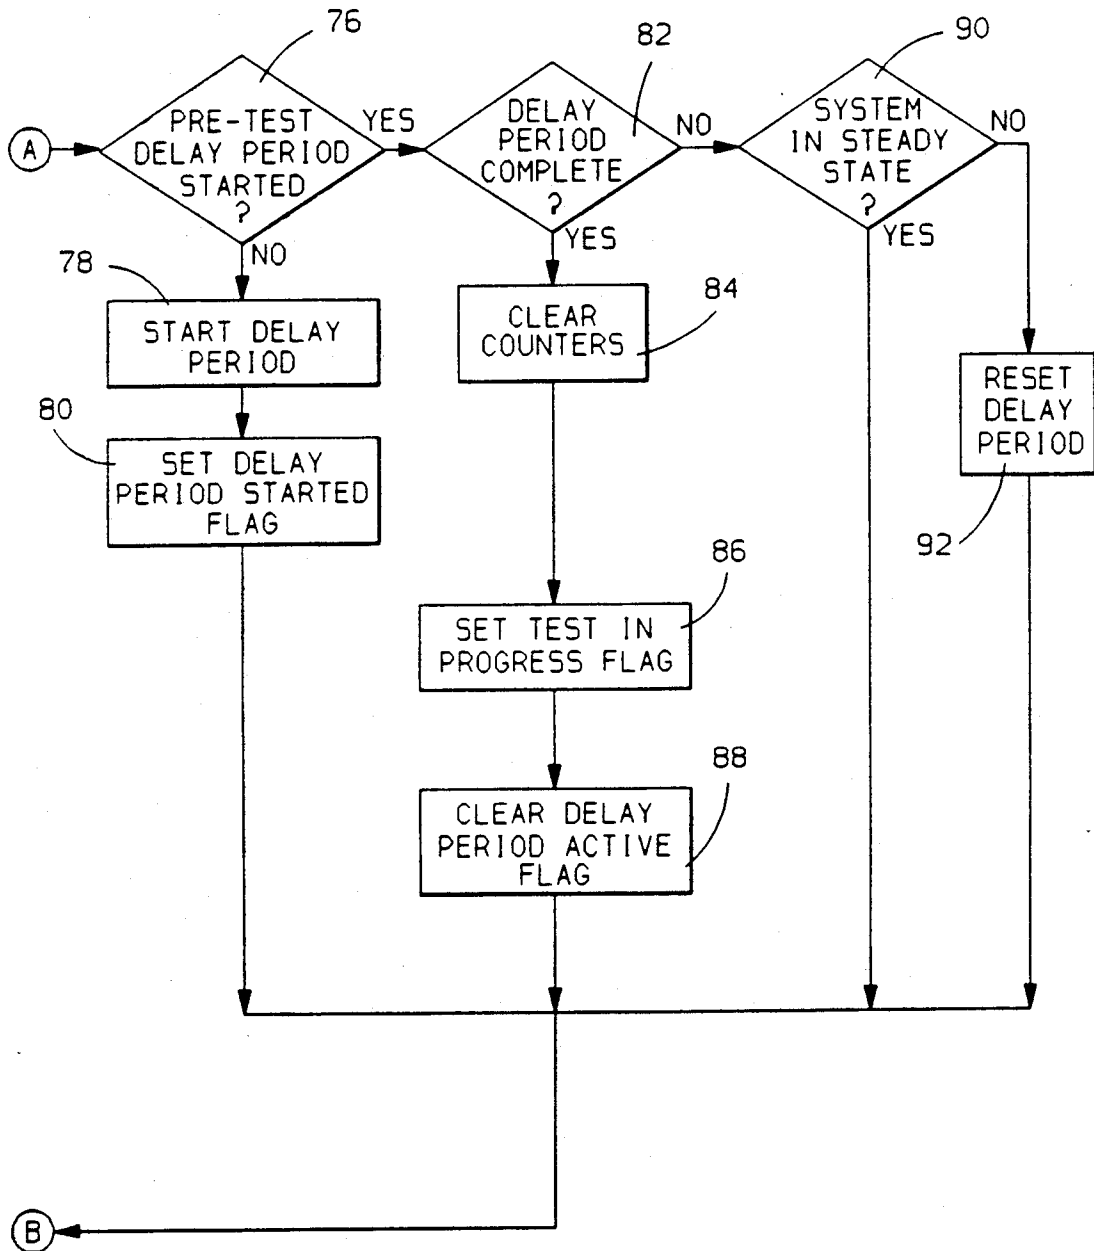 76
82
90
A
PRE-TEST
DELAY PERIOD
STARTED
?
YES
NO
DELAY
PERIOD
COMPLETE
?
NO
YES
SYSTEM
IN STEADY
STATE
?
NO
YES
78
START DELAY
PERIOD
84
CLEAR
COUNTERS
RESET
DELAY
PERIOD
92
80
SET DELAY
PERIOD STARTED
FLAG
86
SET TEST IN
PROGRESS FLAG
88
CLEAR DELAY
PERIOD ACTIVE
FLAG
B